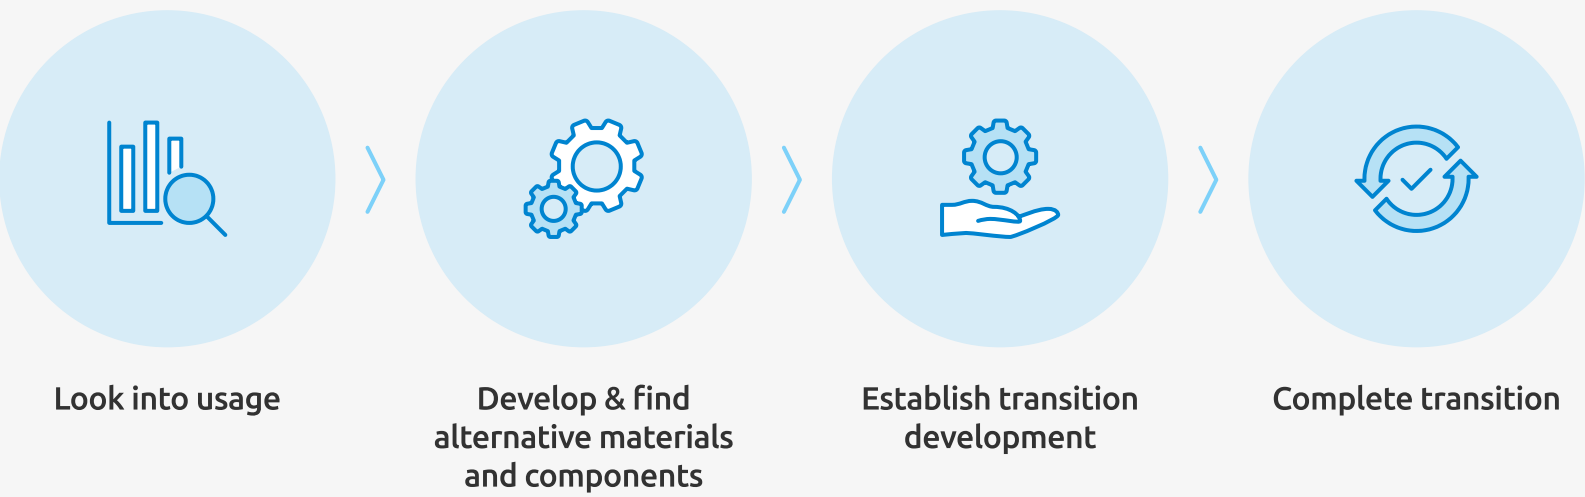 Look into usage
Develop & find
alternative materials
and components
Establish transition
development
Complete transition